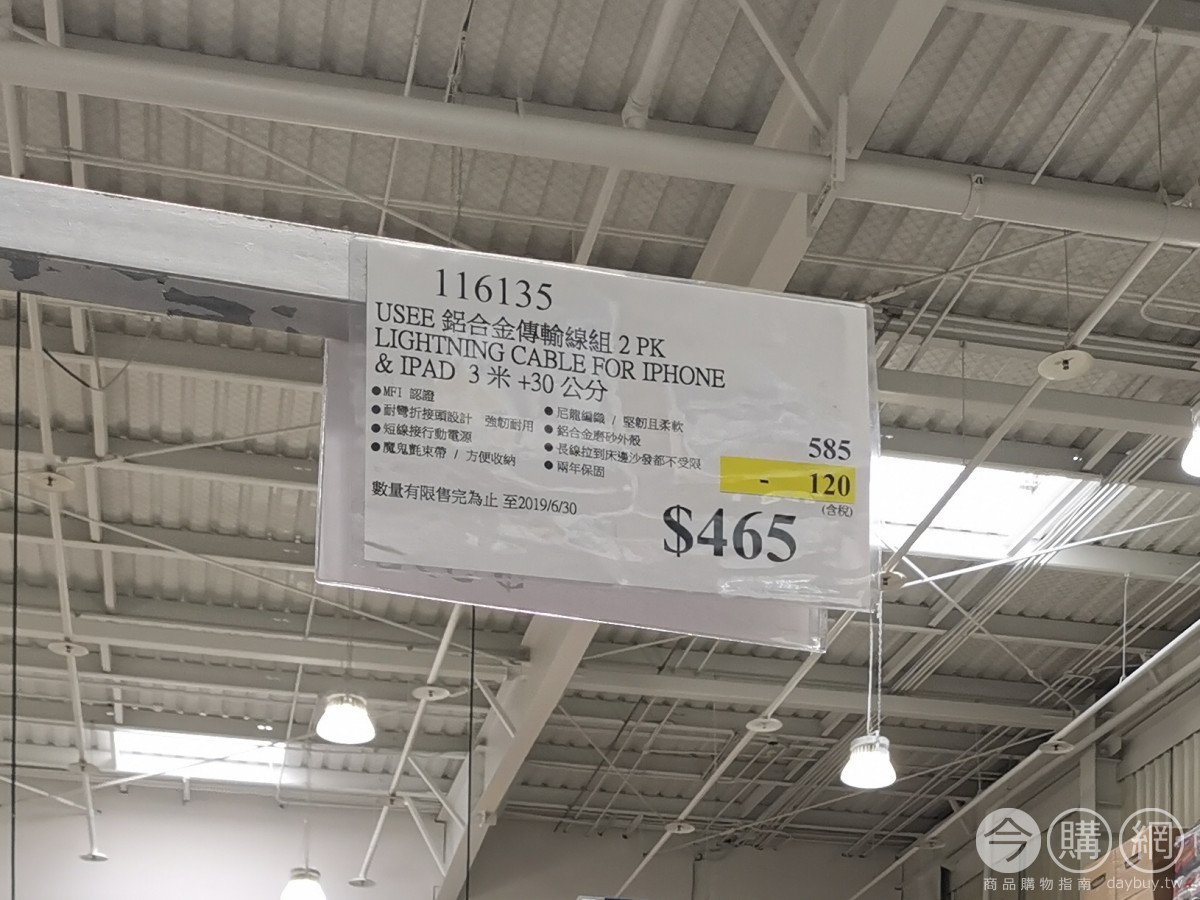 116135
USEE 鋁合金傳輸線組 2 PK
LIGHTNING CABLE FOR IPHONE
& IPAD 3 米 +30 公分
●MFI 認證
●耐彎折接頭設計 強韌耐用
●短線接行動電源
●魔鬼氈束帶 / 方便收納
●尼龍編織 / 堅韌且柔軟
●鋁合金磨砂外殼
●長線拉到床邊沙發都不受限
●兩年保固
數量有限售完為止 至2019/6/30
585
- 120
(含稅)
$465
今購網
商品購物指南 daybuy.tw